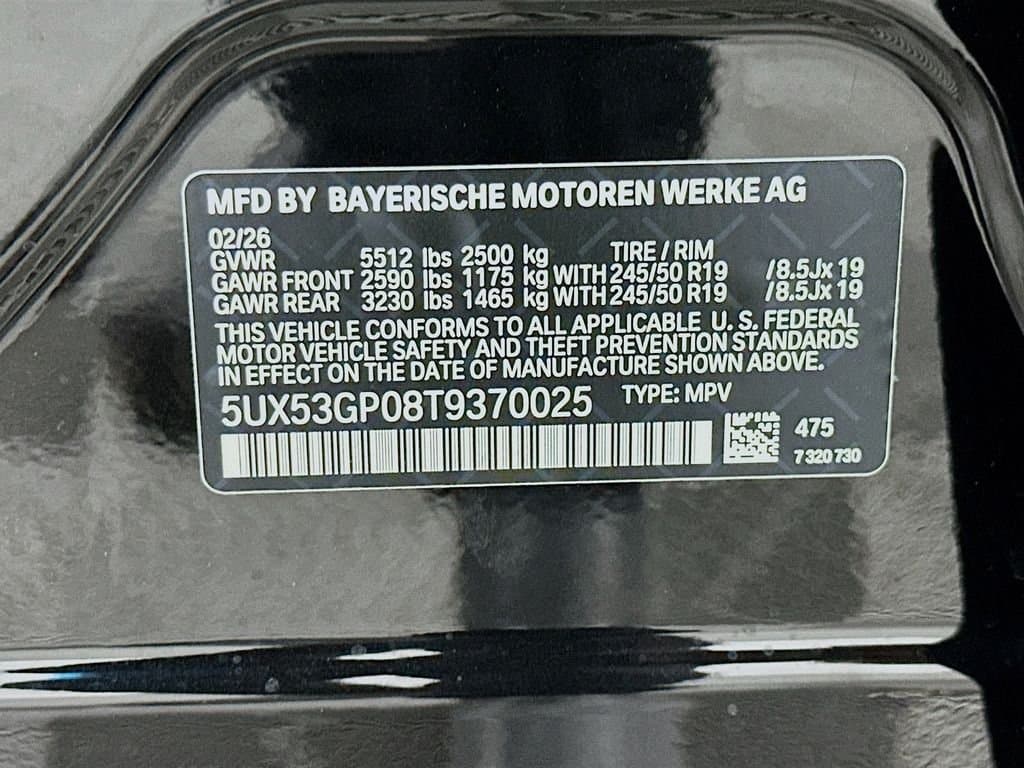 MFD BY BAYERISCHE MOTOREN WERKE AG
02/26
GVWR 5512 lbs 2500 kg TIRE / RIM
GAWR FRONT 2590 lbs 1175 kg WITH 245/50 R19 /8.5Jx 19
GAWR REAR 3230 lbs 1465 kg WITH 245/50 R19 /8.5Jx 19
THIS VEHICLE CONFORMS TO ALL APPLICABLE U. S. FEDERAL
MOTOR VEHICLE SAFETY AND THEFT PREVENTION STANDARDS
IN EFFECT ON THE DATE OF MANUFACTURE SHOWN ABOVE.
5UX53GP08T9370025 TYPE: MPV
475
7 320 730